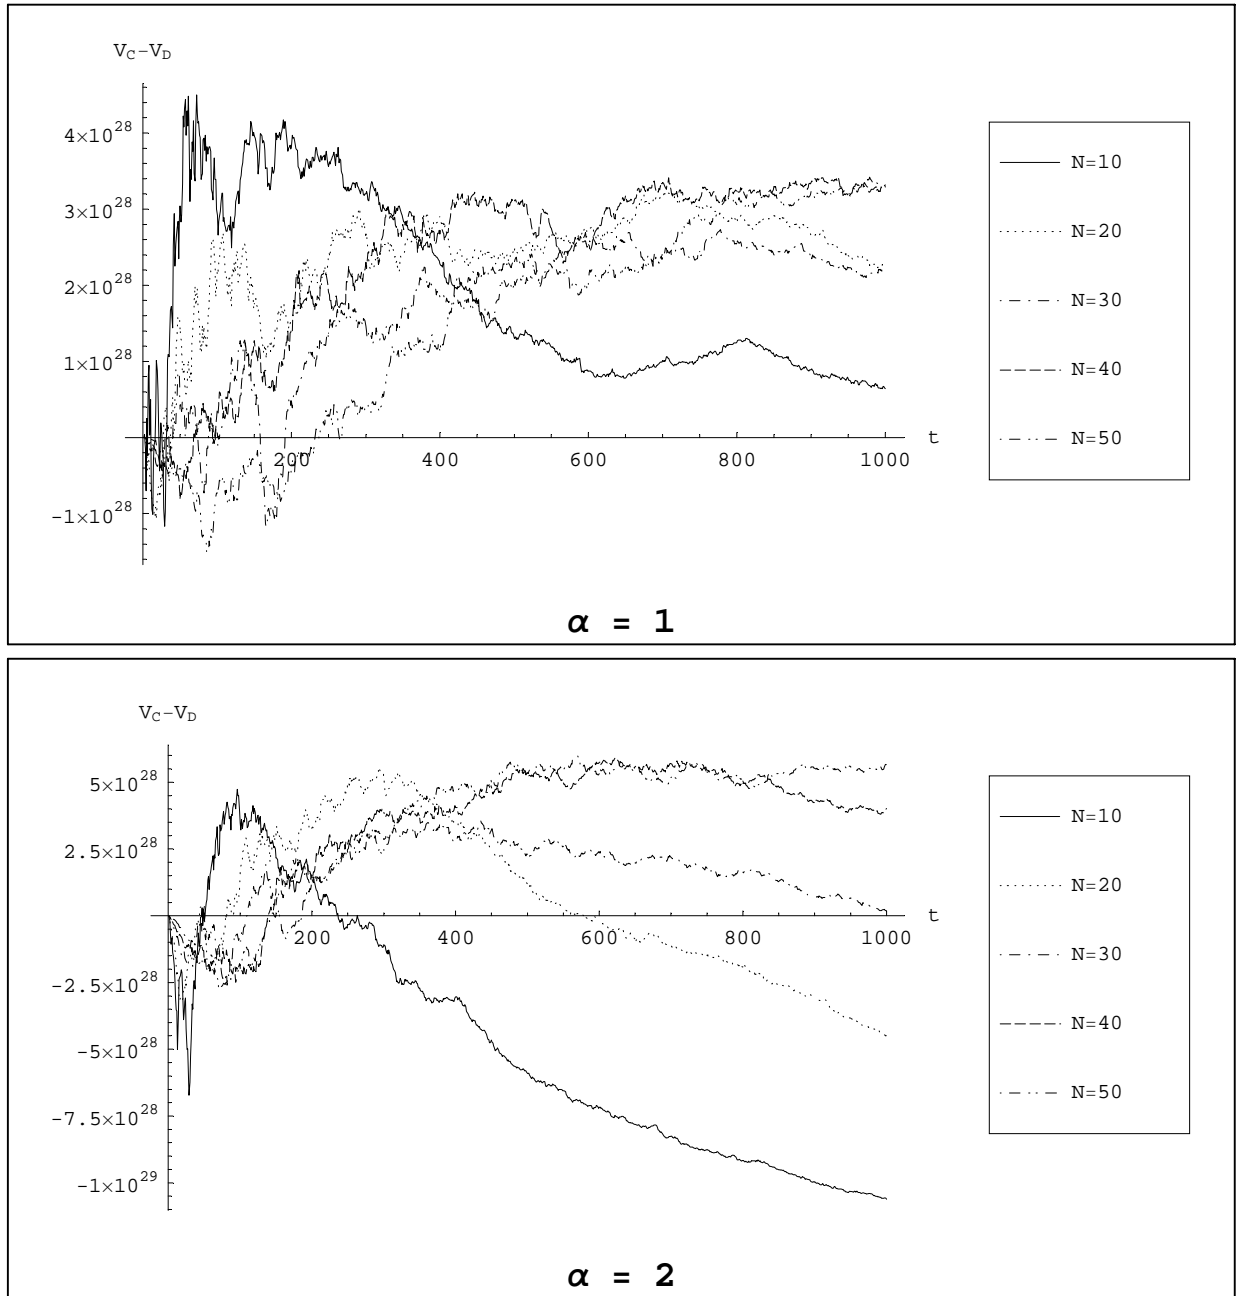 V_C−V_D
4×10^28
3×10^28
2×10^28
1×10^28
−1×10^28
200 400 600 800 1000
t
N=10
N=20
N=30
N=40
N=50
α = 1
V_C−V_D
5×10^28
2.5×10^28
−2.5×10^28
−5×10^28
−7.5×10^28
−1×10^29
200 400 600 800 1000
t
N=10
N=20
N=30
N=40
N=50
α = 2